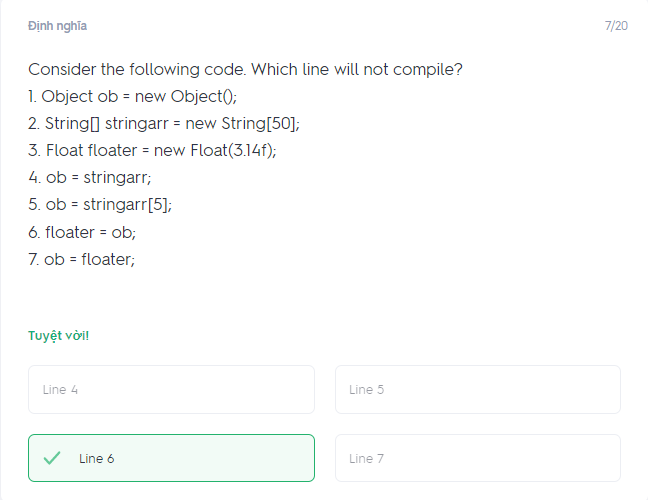 Định nghĩa
7/20
Consider the following code. Which line will not compile?
1. Object ob = new Object();
2. String[] stringarr = new String[50];
3. Float floater = new Float(3.14f);
4. ob = stringarr;
5. ob = stringarr[5];
6. floater = ob;
7. ob = floater;
Tuyệt vời!
Line 4
Line 5
Line 6
Line 7